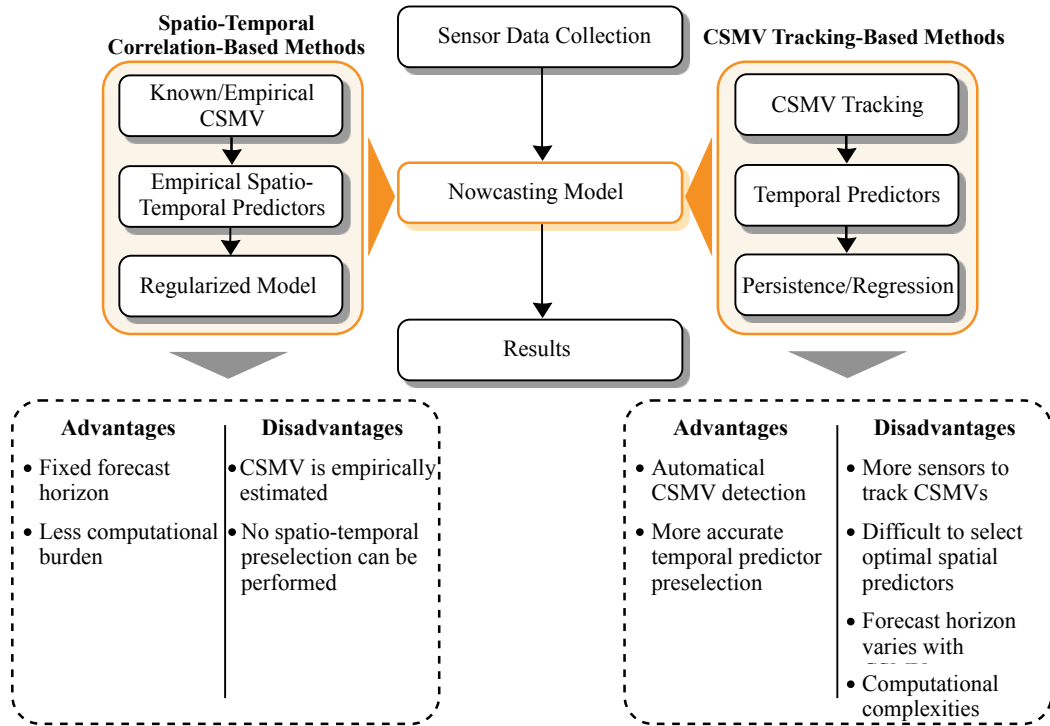 Spatio-Temporal
Correlation-Based Methods
Known/Empirical
CSMV
Empirical Spatio-
Temporal Predictors
Regularized Model
Sensor Data Collection
Nowcasting Model
Results
CSMV Tracking-Based Methods
CSMV Tracking
Temporal Predictors
Persistence/Regression
Advantages
• Fixed forecast
horizon
• Less computational
burden
Disadvantages
• CSMV is empirically
estimated
• No spatio-temporal
preselection can be
performed
Advantages
• Automatical
CSMV detection
• More accurate
temporal predictor
preselection
Disadvantages
• More sensors to
track CSMVs
• Difficult to select
optimal spatial
predictors
• Forecast horizon
varies with
• Computational
complexities